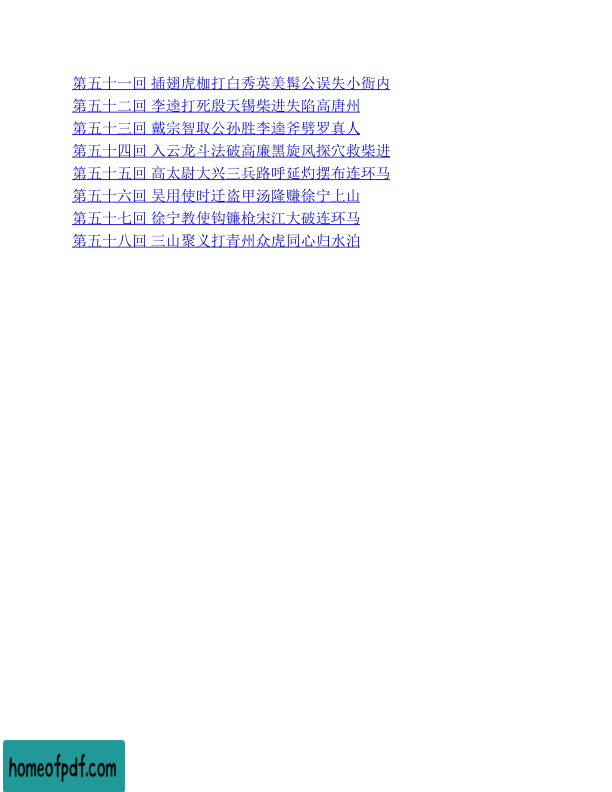 第五十一回 插翅虎枷打白秀英美髯公误失小衙内
第五十二回 李逵打死殷天锡柴进失陷高唐州
第五十三回 戴宗智取公孙胜李逵斧劈罗真人
第五十四回 入云龙斗法破高廉黑旋风探穴救柴进
第五十五回 高太尉大兴三兵路呼延灼摆布连环马
第五十六回 吴用使时迁盗甲汤隆赚徐宁上山
第五十七回 徐宁教使钩镰枪宋江大破连环马
第五十八回 三山聚义打青州众虎同心归水泊
homeofpdf.com